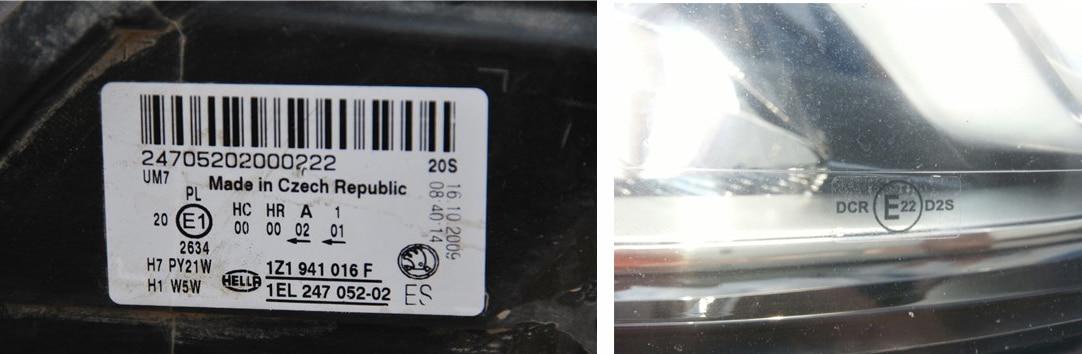 24705202000222
20S
UM7
Made in Czech Republic
16 10 2009
08:40:14
PL
HC HR A 1
20 E1 00 00 02 01
2634
H7 PY21W
H1 W5W
HELLA
1Z1 941 016 F
1EL 247 052-02
ES
DCR E22 D2S